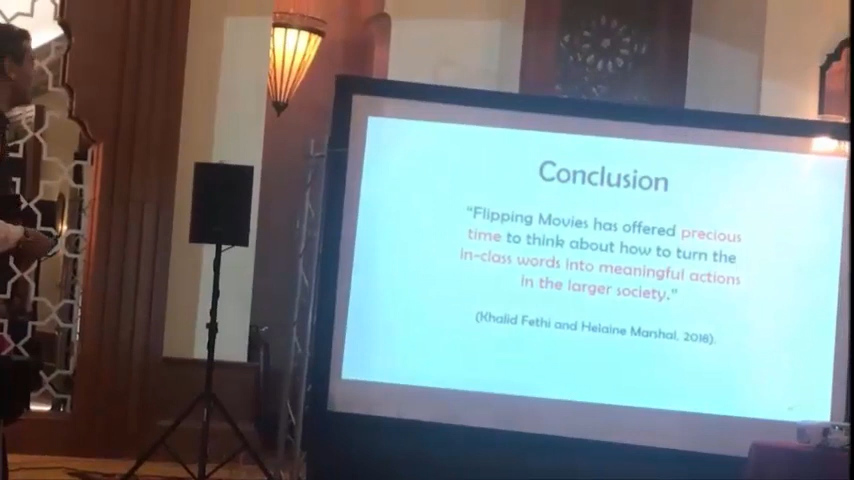 Conclusion
"Flipping Movies has offered precious
time to think about how to turn the
in-class words into meaningful actions
in the larger society."
(Khalid Fethi and Helaine Marshal, 2018).